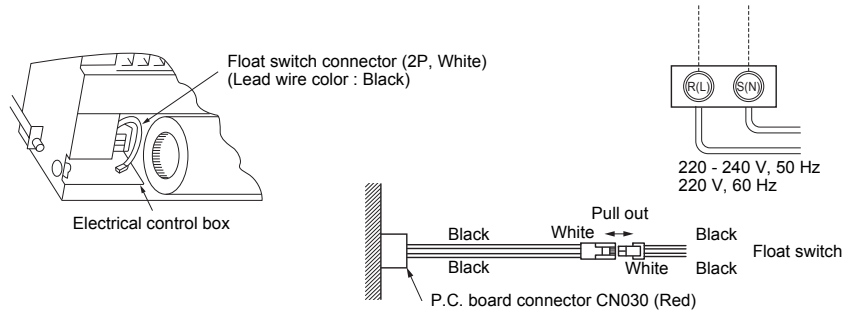 Float switch connector (2P, White)
(Lead wire color : Black)
Electrical control box
R(L) S(N)
220 - 240 V, 50 Hz
220 V, 60 Hz
Pull out
Black White Black
Float switch
Black White Black
P.C. board connector CN030 (Red)